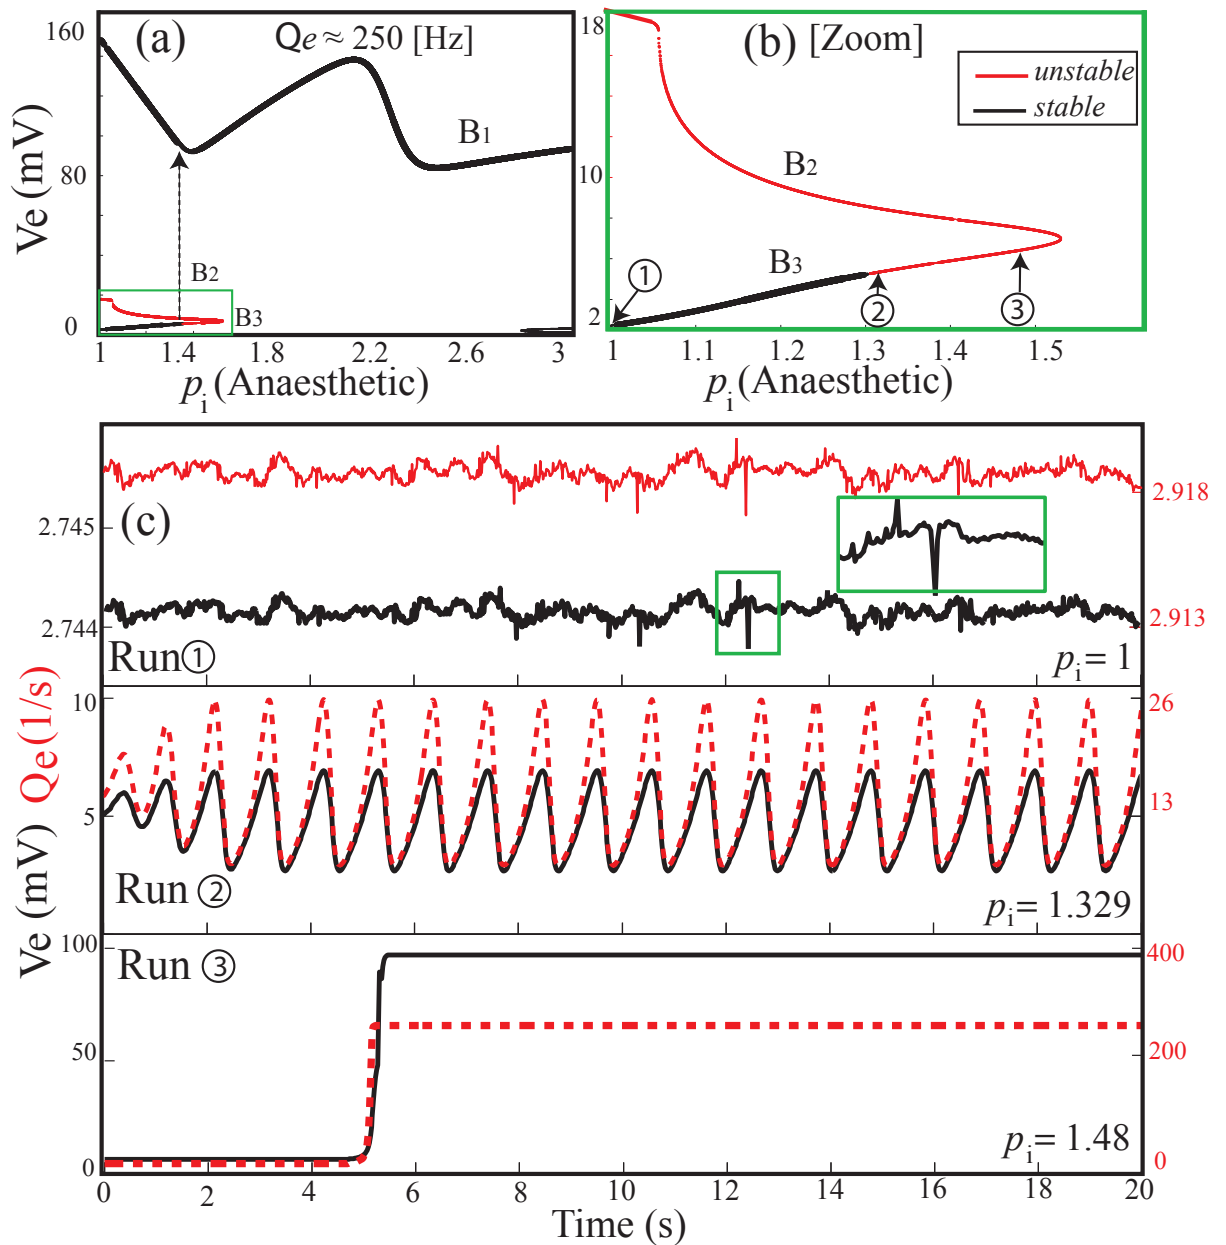 (a)
Qe ≈ 250 [Hz]
160
80
0
Ve (mV)
B1
B2
B3
1
1.4
1.8
2.2
2.6
3
pi (Anaesthetic)
(b) [Zoom]
unstable
stable
18
10
2
B2
B3
①
②
③
1
1.1
1.2
1.3
1.4
1.5
pi (Anaesthetic)
(c)
2.745
2.744
2.918
2.913
Run ①
pi = 1
10
5
26
13
Run ②
pi = 1.329
100
50
0
400
200
0
Run ③
pi = 1.48
Ve (mV) Qe (1/s)
0
2
4
6
8
10
12
14
16
18
20
Time (s)